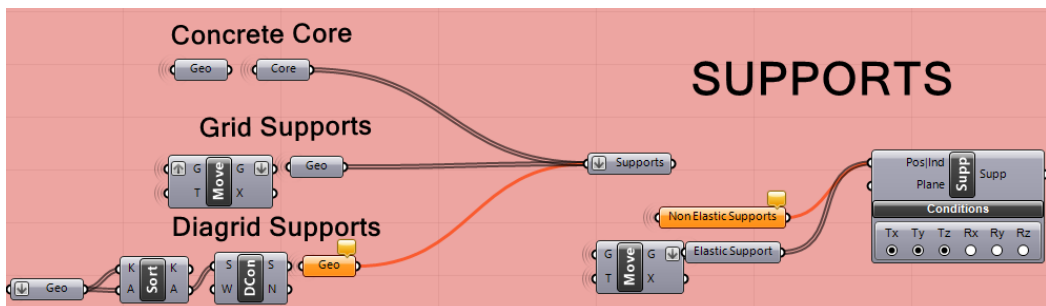 Concrete Core
Geo
Core
SUPPORTS
Grid Supports
G G
Move
T X
Geo
Supports
Pos|Ind
Plane
Supp
Supp
Conditions
Tx Ty Tz Rx Ry Rz
Non Elastic Supports
Diagrid Supports
G G
Move
T X
Elastic Support
Geo
K K
Sort
A A
S S
DCon
W N
Geo